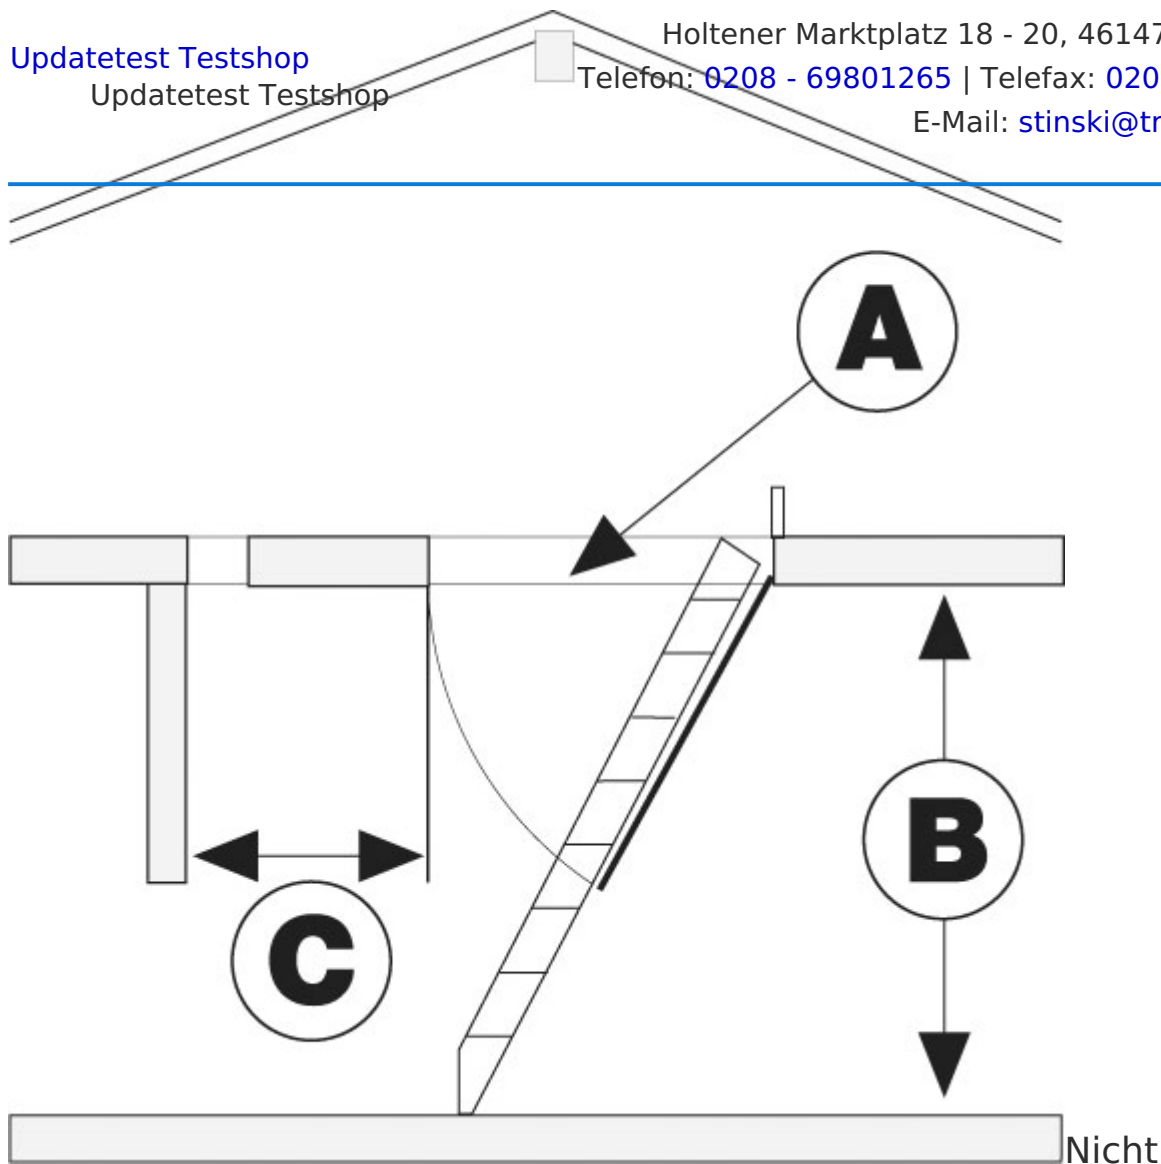 Updatetest Testshop
Updatetest Testshop
Holtener Marktplatz 18 - 20, 46147
Telefon: 0208 - 69801265 | Telefax: 020
E-Mail: stinski@tr
A
B
C
Nicht